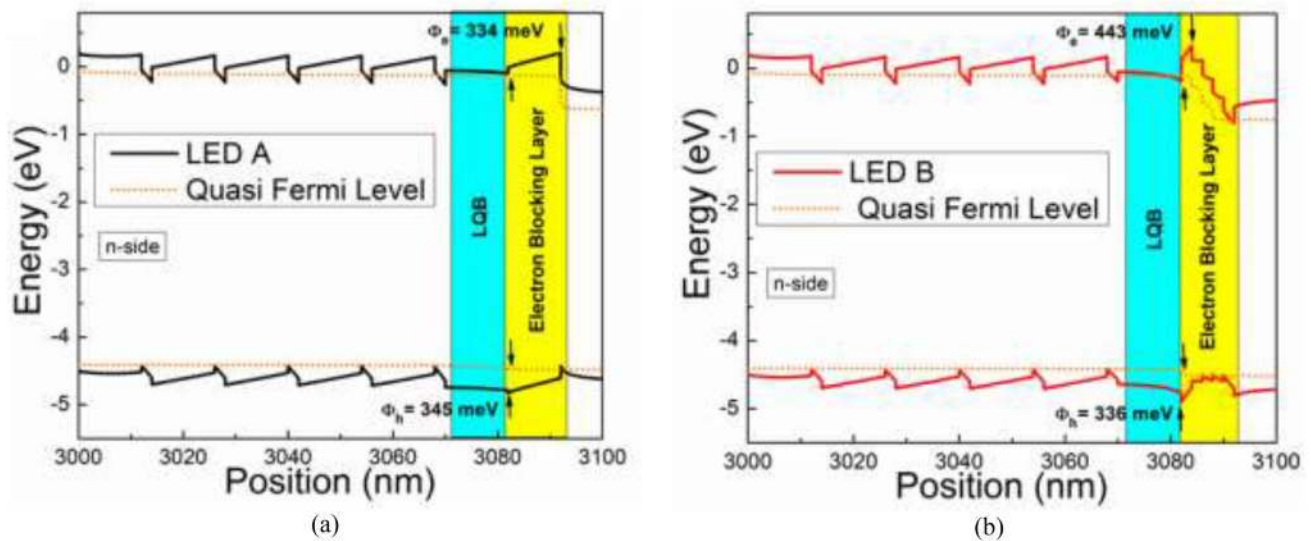 Φe = 334 meV
LED A
Quasi Fermi Level
n-side
LQB
Electron Blocking Layer
Φh = 345 meV
Energy (eV)
0
-1
-2
-3
-4
-5
3000
3020
3040
3060
3080
3100
Position (nm)
(a)
Φe = 443 meV
LED B
Quasi Fermi Level
n-side
LQB
Electron Blocking Layer
Φh = 336 meV
Energy (eV)
0
-1
-2
-3
-4
-5
3000
3020
3040
3060
3080
3100
Position (nm)
(b)